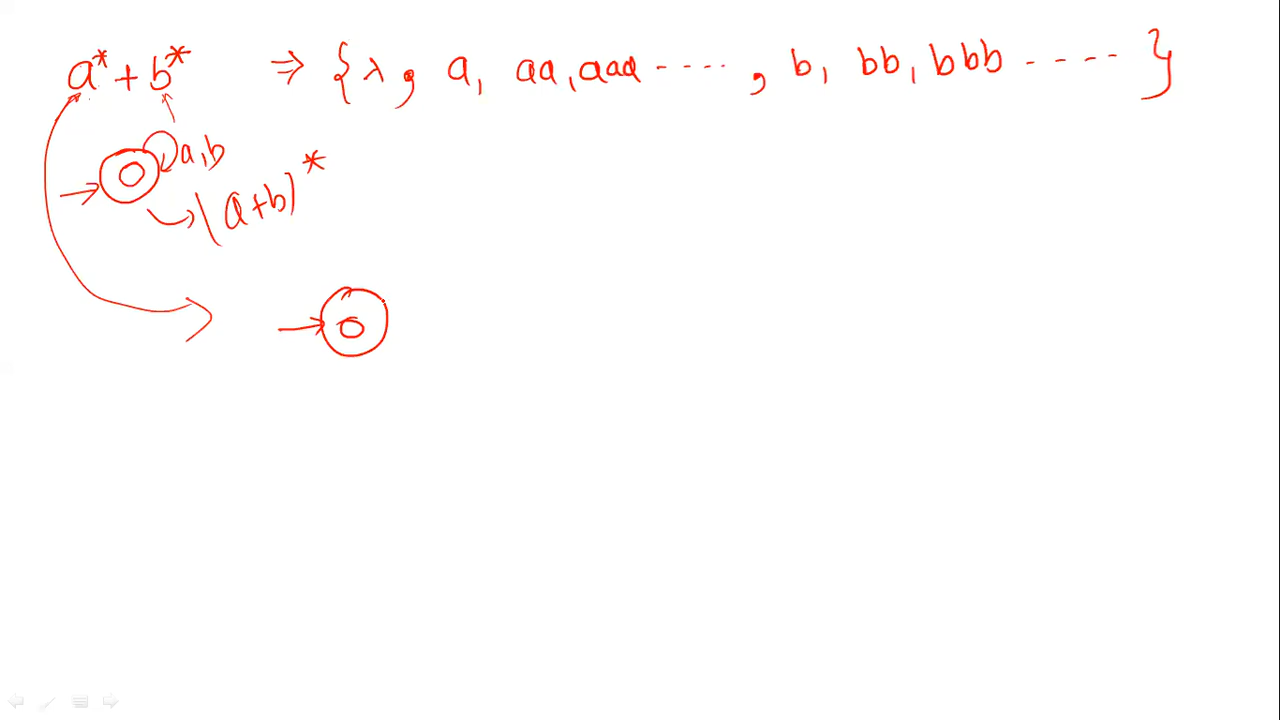 a* + b* ⇒ {λ, a, aa, aaa ----, b, bb, bbb ----- }
a,b
(a+b)*